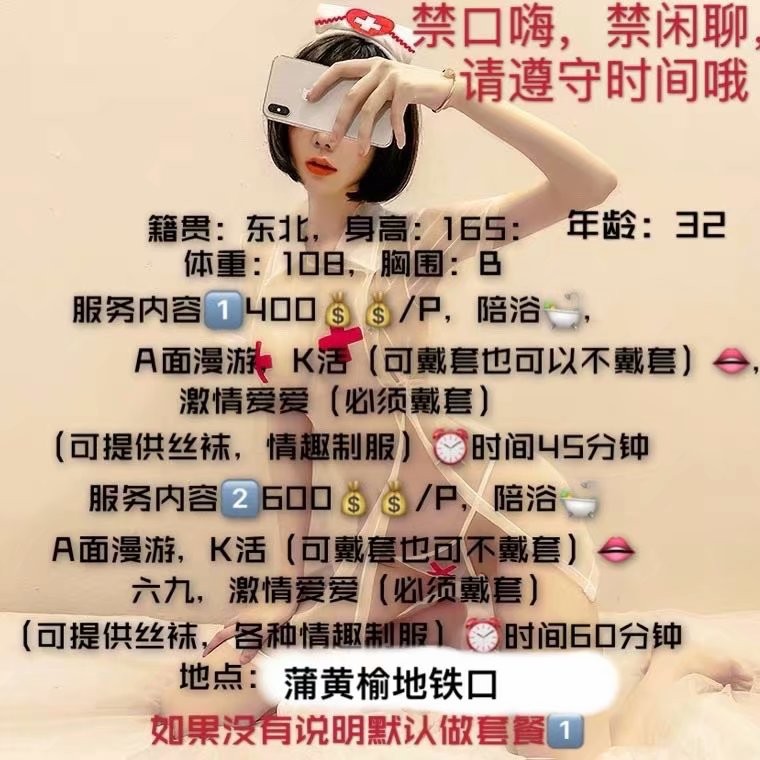 禁口嗨，禁闲聊，
请遵守时间哦
籍贯：东北，身高：165： 年龄：32
体重：108，胸围：B
服务内容1️⃣400💰💰/P，陪浴🛀，
A面漫游，K活（可戴套也可以不戴套）👄，
激情爱爱（必须戴套）
（可提供丝袜，情趣制服）⏰时间45分钟
服务内容2️⃣600💰💰/P，陪浴🛀
A面漫游，K活（可戴套也可不戴套）👄
六九，激情爱爱（必须戴套）
（可提供丝袜，各种情趣制服）⏰时间60分钟
地点：蒲黄榆地铁口
如果没有说明默认做套餐1️⃣